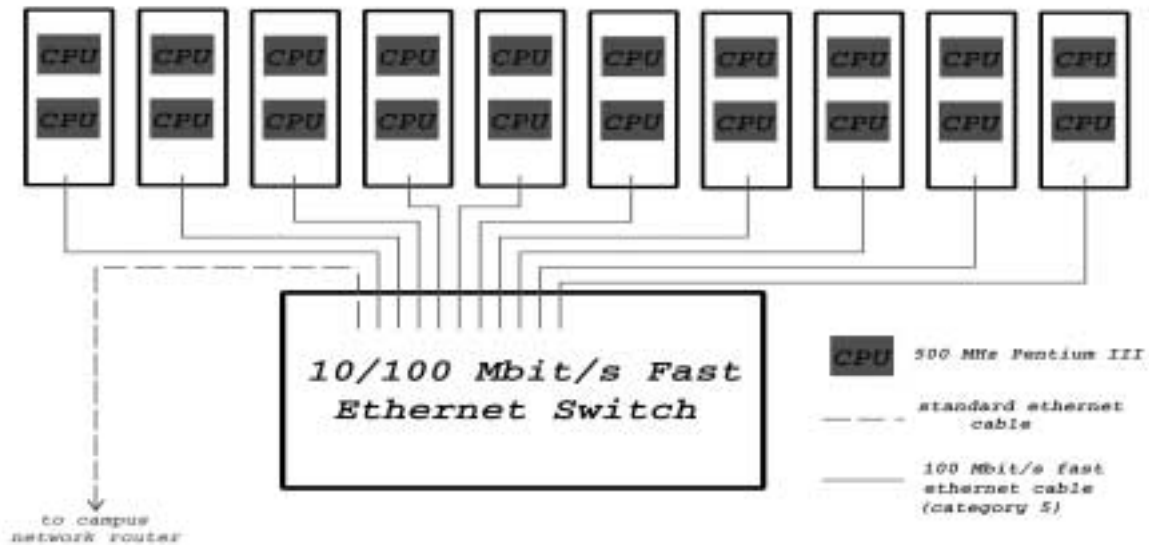 CPU CPU CPU CPU CPU CPU CPU CPU CPU CPU
CPU CPU CPU CPU CPU CPU CPU CPU CPU CPU
10/100 Mbit/s Fast
Ethernet Switch
CPU 500 MHz Pentium III
standard ethernet
cable
100 Mbit/s fast
ethernet cable
(category 5)
to campus
network router